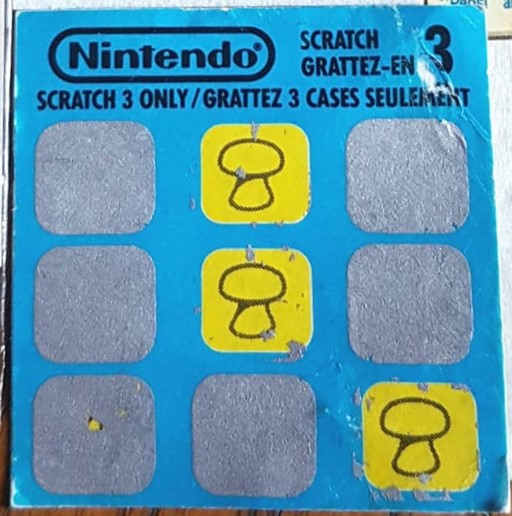 Nintendo®
SCRATCH 3
GRATTEZ-EN
SCRATCH 3 ONLY/GRATTEZ 3 CASES SEULEMENT